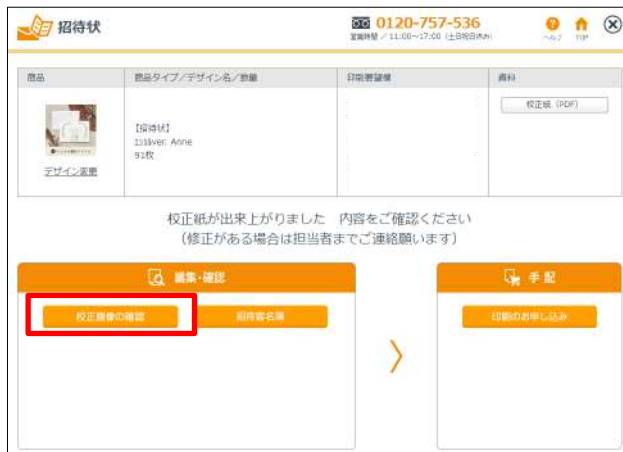 招待状
0120-757-536
営業時間／11:00〜17:00（土日祝日休み）
ヘルプ
TOP
商品
商品タイプ／デザイン名／数量
印刷要望欄
資料
デザイン変更
【招待状】
Anne
91枚
校正紙（PDF）
校正紙が出来上がりました 内容をご確認ください
（修正がある場合は担当者までご連絡願います）
編集・確認
手配
校正画像の確認
招待客名簿
印刷のお申し込み